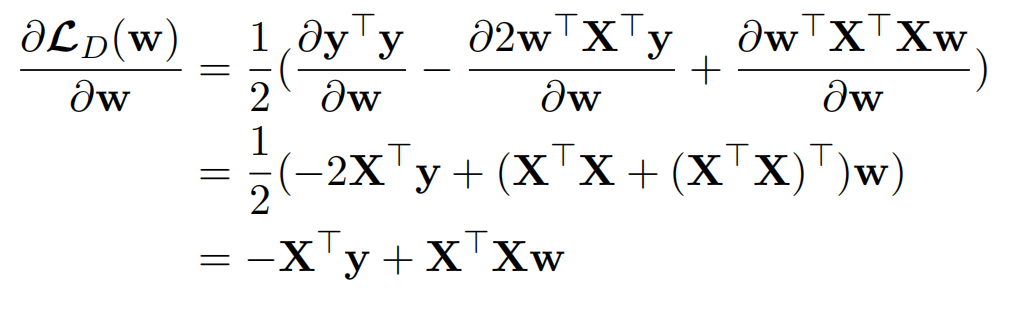 ∂𝓛_D(𝐰)/∂𝐰 = 1/2(∂𝐲^⊤𝐲/∂𝐰 − ∂2𝐰^⊤𝐗^⊤𝐲/∂𝐰 + ∂𝐰^⊤𝐗^⊤𝐗𝐰/∂𝐰)
= 1/2(−2𝐗^⊤𝐲 + (𝐗^⊤𝐗 + (𝐗^⊤𝐗)^⊤)𝐰)
= −𝐗^⊤𝐲 + 𝐗^⊤𝐗𝐰